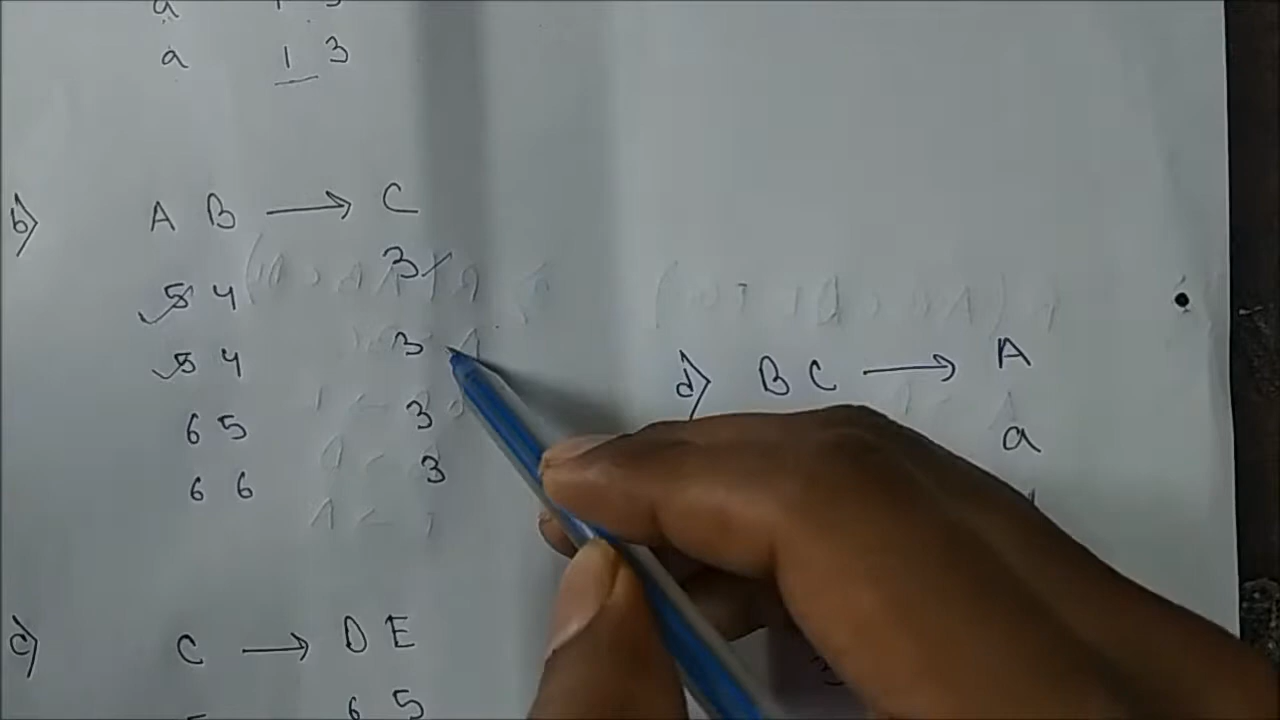 a 1 3
b) A B → C
3
5 4
3
5 4
3
6 5
3
6 6
c) C → D E
6 5
d) B C → A
a